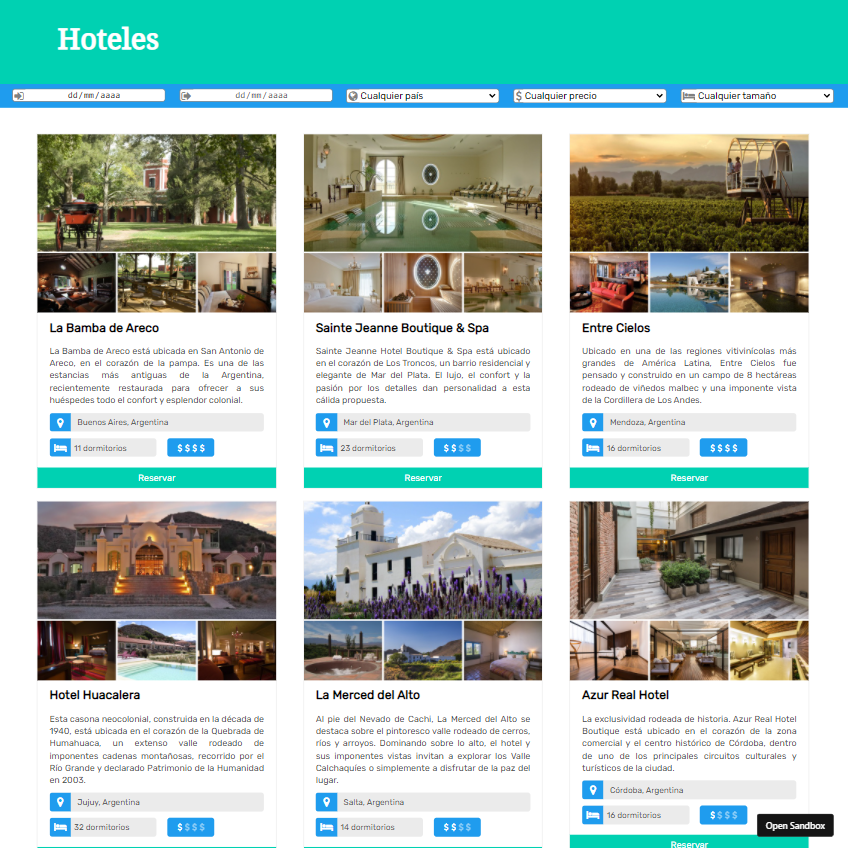 Hoteles
dd/mm/aaaa
dd/mm/aaaa
Cualquier país
$ Cualquier precio
Cualquier tamaño
La Bamba de Areco
La Bamba de Areco está ubicada en San Antonio de
Areco, en el corazón de la pampa. Es una de las
estancias más antiguas de la Argentina,
recientemente restaurada para ofrecer a sus
huéspedes todo el confort y esplendor colonial.
Buenos Aires, Argentina
11 dormitorios
$ $ $ $
Reservar
Sainte Jeanne Boutique & Spa
Sainte Jeanne Hotel Boutique & Spa está ubicado
en el corazón de Los Troncos, un barrio residencial y
elegante de Mar del Plata. El lujo, el confort y la
pasión por los detalles dan personalidad a esta
cálida propuesta.
Mar del Plata, Argentina
23 dormitorios
$ $ $ $
Reservar
Entre Cielos
Ubicado en una de las regiones vitivinícolas más
grandes de América Latina, Entre Cielos fue
pensado y construido en un campo de 8 hectáreas
rodeado de viñedos malbec y una imponente vista
de la Cordillera de Los Andes.
Mendoza, Argentina
16 dormitorios
$ $ $ $
Reservar
Hotel Huacalera
Esta casona neocolonial, construida en la década de
1940, está ubicada en el corazón de la Quebrada de
Humahuaca, un extenso valle rodeado de
imponentes cadenas montañosas, recorrido por el
Río Grande y declarado Patrimonio de la Humanidad
en 2003.
Jujuy, Argentina
32 dormitorios
$ $ $ $
La Merced del Alto
Al pie del Nevado de Cachi, La Merced del Alto se
destaca sobre el pintoresco valle rodeado de cerros,
ríos y arroyos. Dominando sobre lo alto, el hotel y
sus imponentes vistas invitan a explorar los Valle
Calchaquíes o simplemente a disfrutar de la paz del
lugar.
Salta, Argentina
14 dormitorios
$ $ $ $
Azur Real Hotel
La exclusividad rodeada de historia. Azur Real Hotel
Boutique está ubicado en el corazón de la zona
comercial y el centro histórico de Córdoba, dentro
de uno de los principales circuitos culturales y
turísticos de la ciudad.
Córdoba, Argentina
16 dormitorios
$ $ $ $
Reservar
Open Sandbox